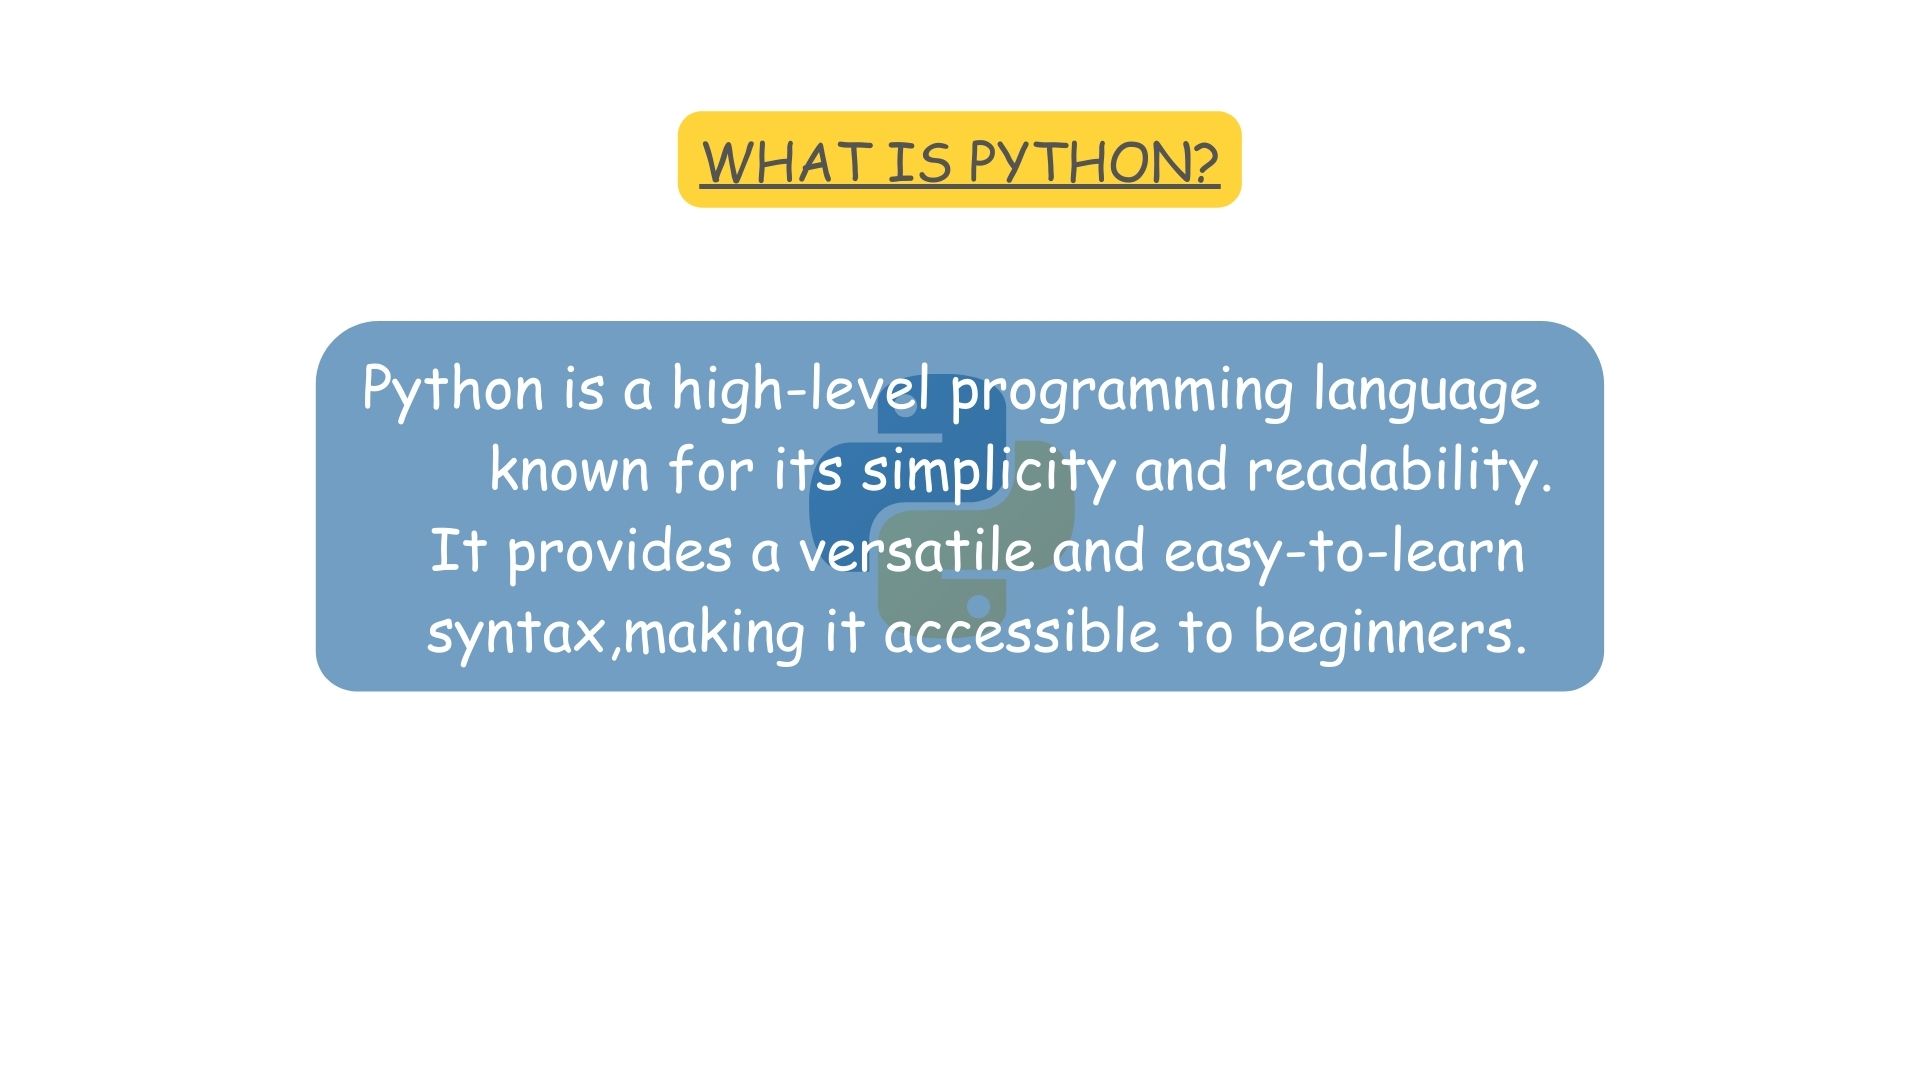 WHAT IS PYTHON?
Python is a high-level programming language
known for its simplicity and readability.
It provides a versatile and easy-to-learn
syntax,making it accessible to beginners.